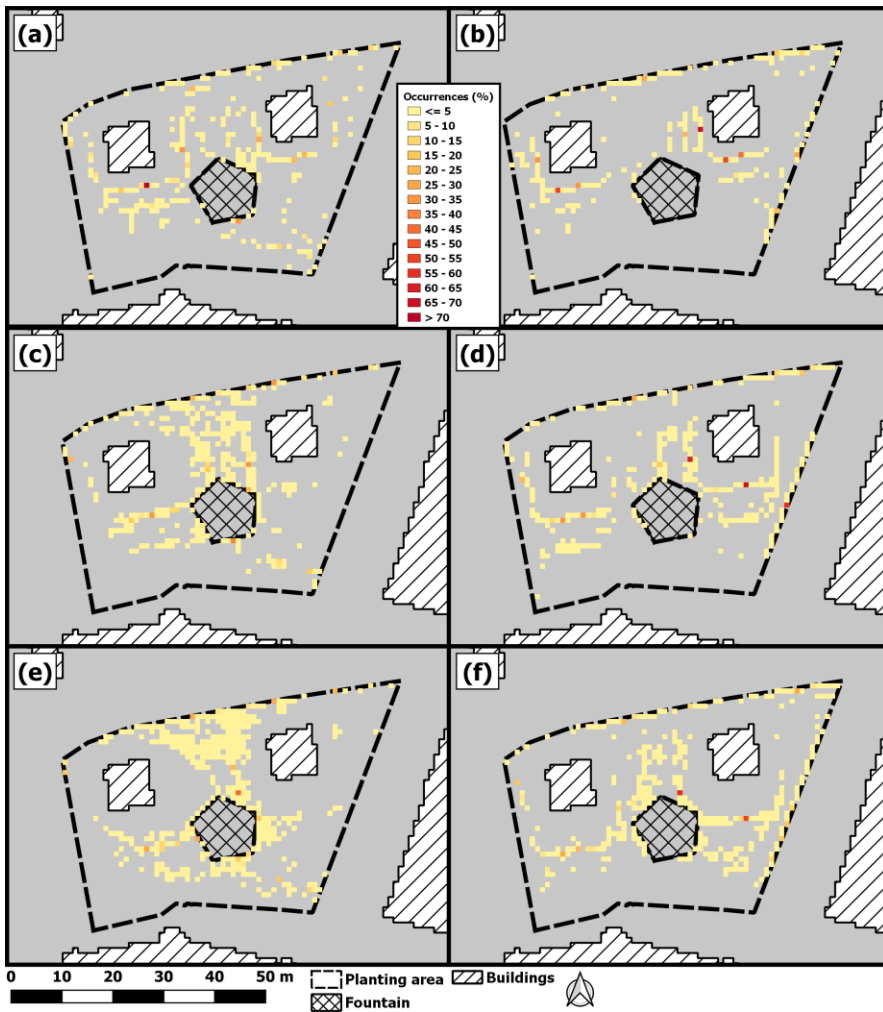 (a)
(b)
Occurrences (%)
<= 5
5 - 10
10 - 15
15 - 20
20 - 25
25 - 30
30 - 35
35 - 40
40 - 45
45 - 50
50 - 55
55 - 60
60 - 65
65 - 70
> 70
(c)
(d)
(e)
(f)
0 10 20 30 40 50 m
Planting area
Buildings
Fountain